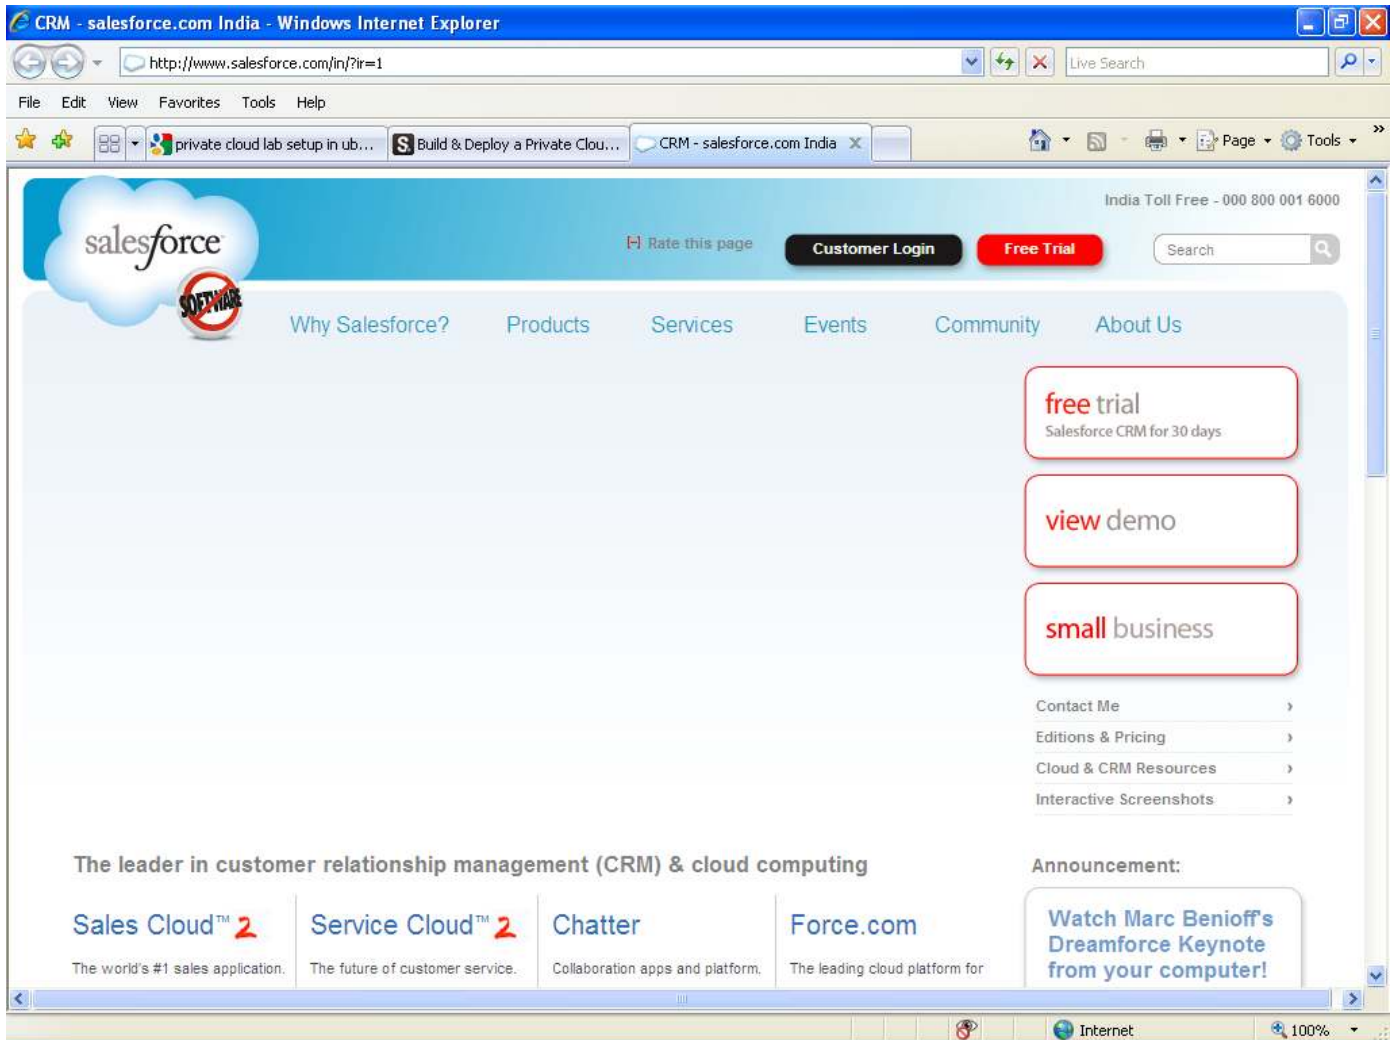 CRM - salesforce.com India - Windows Internet Explorer
http://www.salesforce.com/in/?ir=1
Live Search
File Edit View Favorites Tools Help
private cloud lab setup in ub... Build & Deploy a Private Clou... CRM - salesforce.com India X
Page Tools »
India Toll Free - 000 800 001 6000
salesforce
SOFTWARE
[-] Rate this page Customer Login Free Trial Search
Why Salesforce? Products Services Events Community About Us
free trial
Salesforce CRM for 30 days
view demo
small business
Contact Me ›
Editions & Pricing ›
Cloud & CRM Resources ›
Interactive Screenshots ›
The leader in customer relationship management (CRM) & cloud computing
Sales Cloud™ 2
The world's #1 sales application.
Service Cloud™ 2
The future of customer service.
Chatter
Collaboration apps and platform.
Force.com
The leading cloud platform for
Announcement:
Watch Marc Benioff's
Dreamforce Keynote
from your computer!
Internet 100%